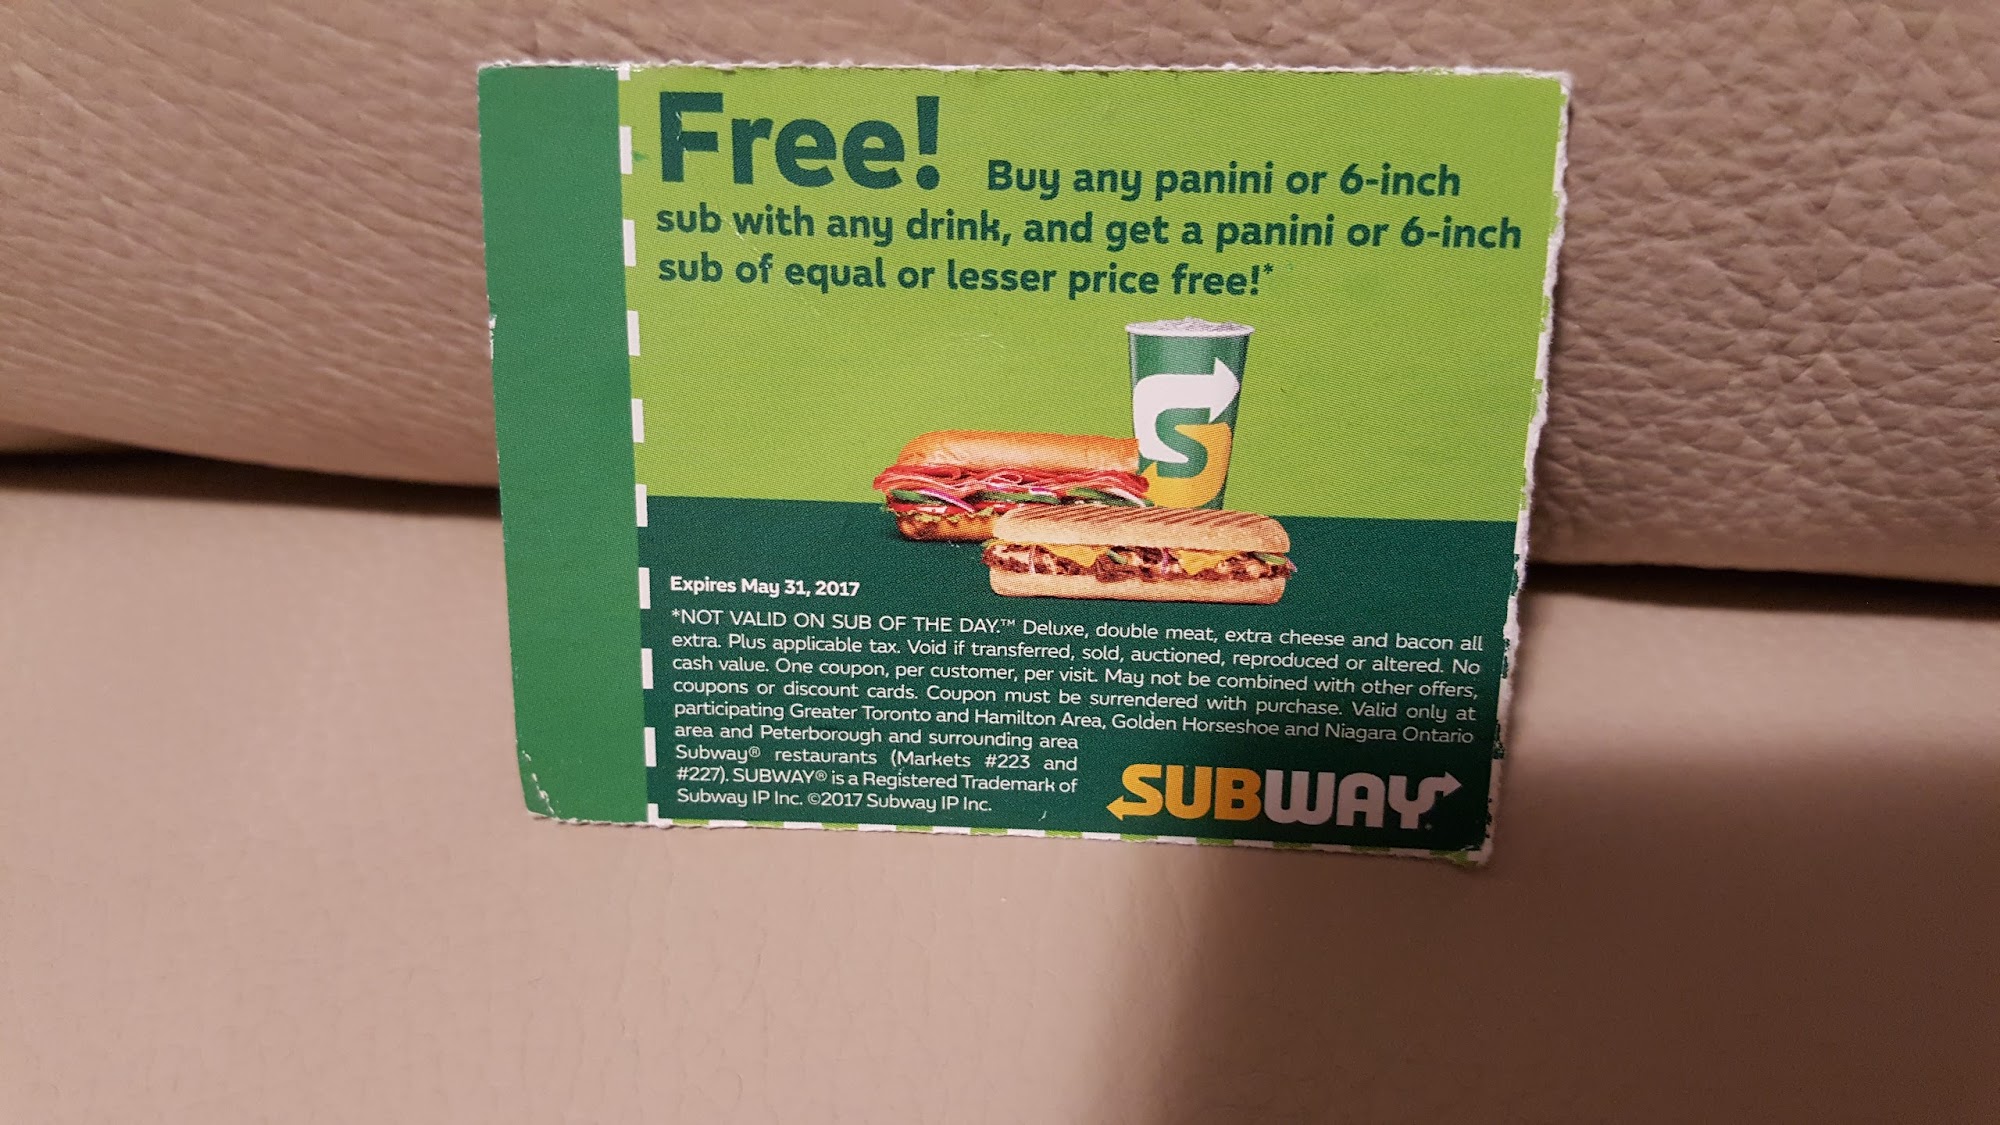 Free! Buy any panini or 6-inch
sub with any drink, and get a panini or 6-inch
sub of equal or lesser price free!*
S
Expires May 31, 2017
*NOT VALID ON SUB OF THE DAY.™ Deluxe, double meat, extra cheese and bacon all
extra. Plus applicable tax. Void if transferred, sold, auctioned, reproduced or altered. No
cash value. One coupon, per customer, per visit. May not be combined with other offers,
coupons or discount cards. Coupon must be surrendered with purchase. Valid only at
participating Greater Toronto and Hamilton Area, Golden Horseshoe and Niagara Ontario
area and Peterborough and surrounding area
Subway® restaurants (Markets #223 and
#227). SUBWAY® is a Registered Trademark of
Subway IP Inc. ©2017 Subway IP Inc.
SUBWAY®